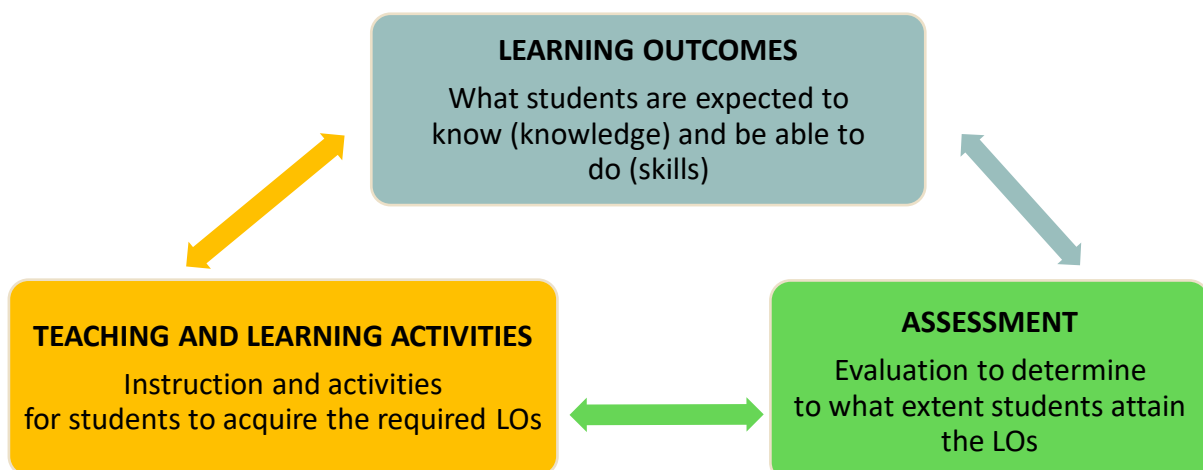 LEARNING OUTCOMES
What students are expected to
know (knowledge) and be able to
do (skills)
TEACHING AND LEARNING ACTIVITIES
Instruction and activities
for students to acquire the required LOs
ASSESSMENT
Evaluation to determine
to what extent students attain
the LOs